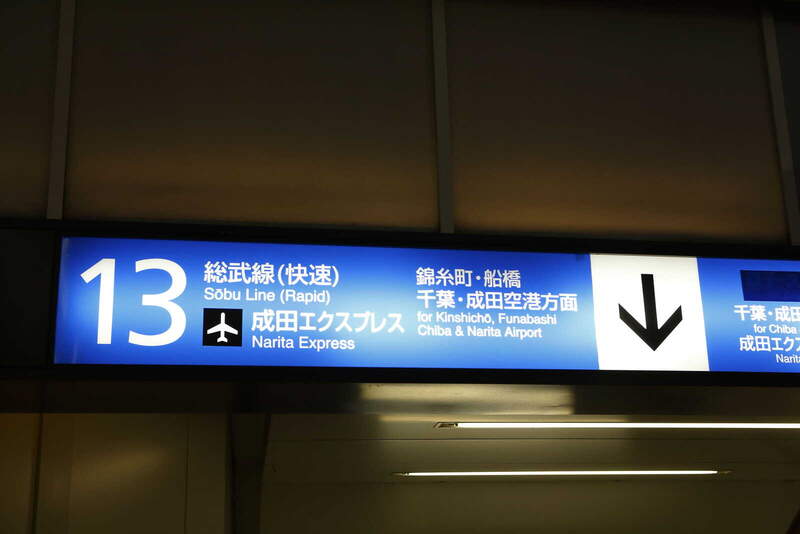 13
総武線(快速)
Sōbu Line (Rapid)
成田エクスプレス
Narita Express
錦糸町・船橋
千葉・成田空港方面
for Kinshichō, Funabashi
Chiba & Narita Airport
千葉・成田
for Chiba
成田エクス
Narit